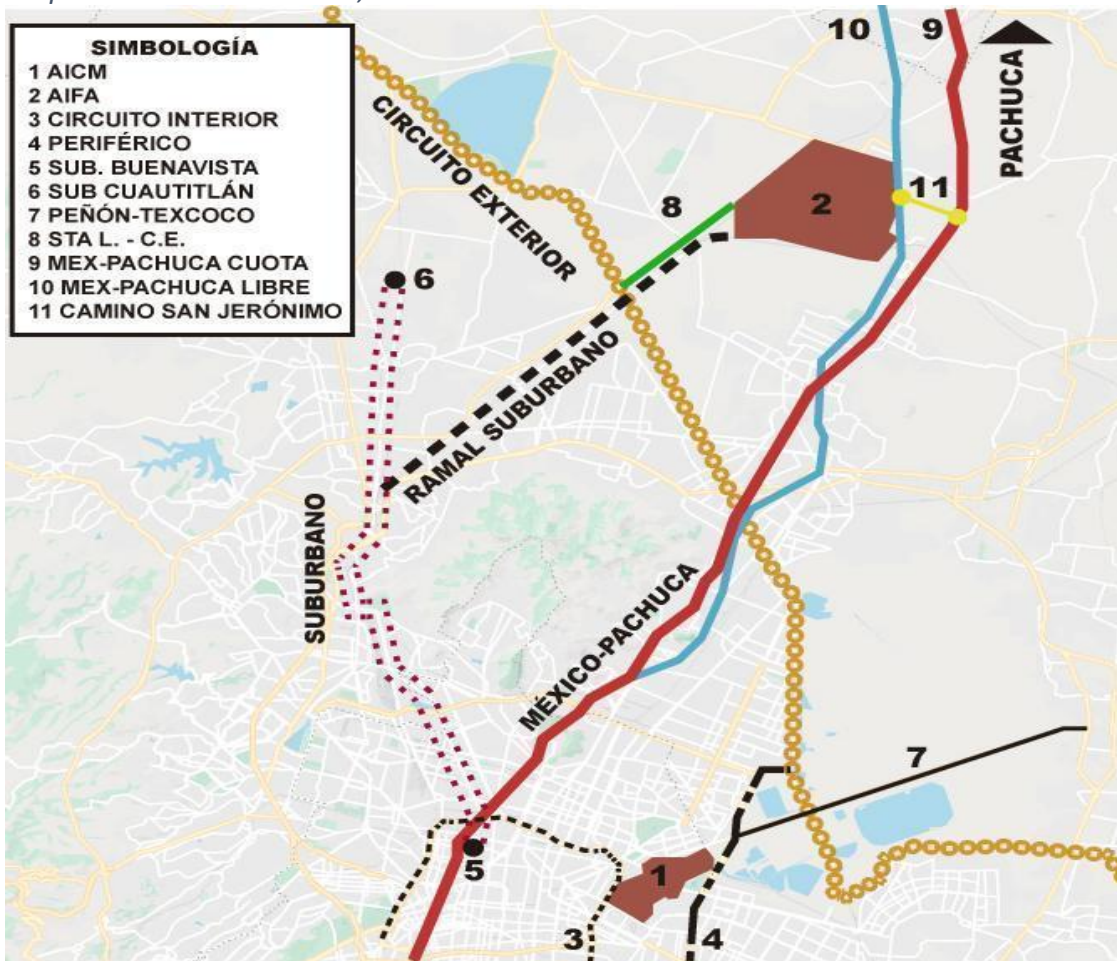 SIMBOLOGÍA
1 AICM
2 AIFA
3 CIRCUITO INTERIOR
4 PERIFÉRICO
5 SUB. BUENAVISTA
6 SUB CUAUTITLÁN
7 PEÑÓN-TEXCOCO
8 STA L. - C.E.
9 MEX-PACHUCA CUOTA
10 MEX-PACHUCA LIBRE
11 CAMINO SAN JERÓNIMO
10
9
PACHUCA
CIRCUITO EXTERIOR
8
2
11
6
RAMAL SUBURBANO
SUBURBANO
MÉXICO-PACHUCA
7
5
1
3
4